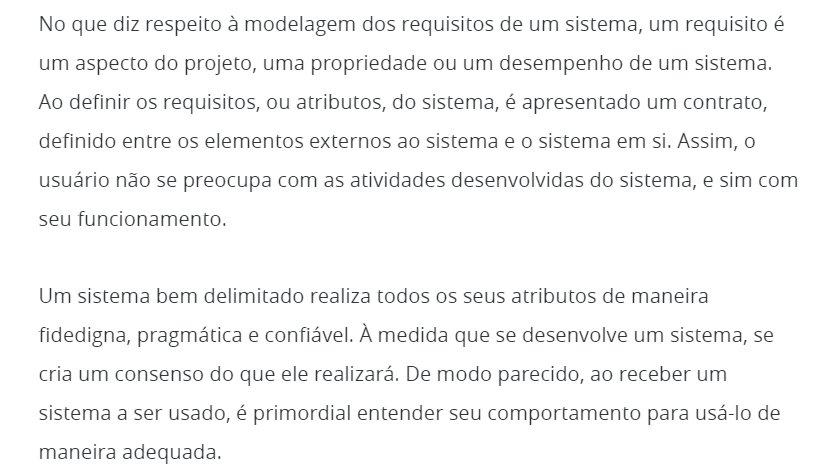 No que diz respeito à modelagem dos requisitos de um sistema, um requisito é
um aspecto do projeto, uma propriedade ou um desempenho de um sistema.
Ao definir os requisitos, ou atributos, do sistema, é apresentado um contrato,
definido entre os elementos externos ao sistema e o sistema em si. Assim, o
usuário não se preocupa com as atividades desenvolvidas do sistema, e sim com
seu funcionamento.
Um sistema bem delimitado realiza todos os seus atributos de maneira
fidedigna, pragmática e confiável. À medida que se desenvolve um sistema, se
cria um consenso do que ele realizará. De modo parecido, ao receber um
sistema a ser usado, é primordial entender seu comportamento para usá-lo de
maneira adequada.